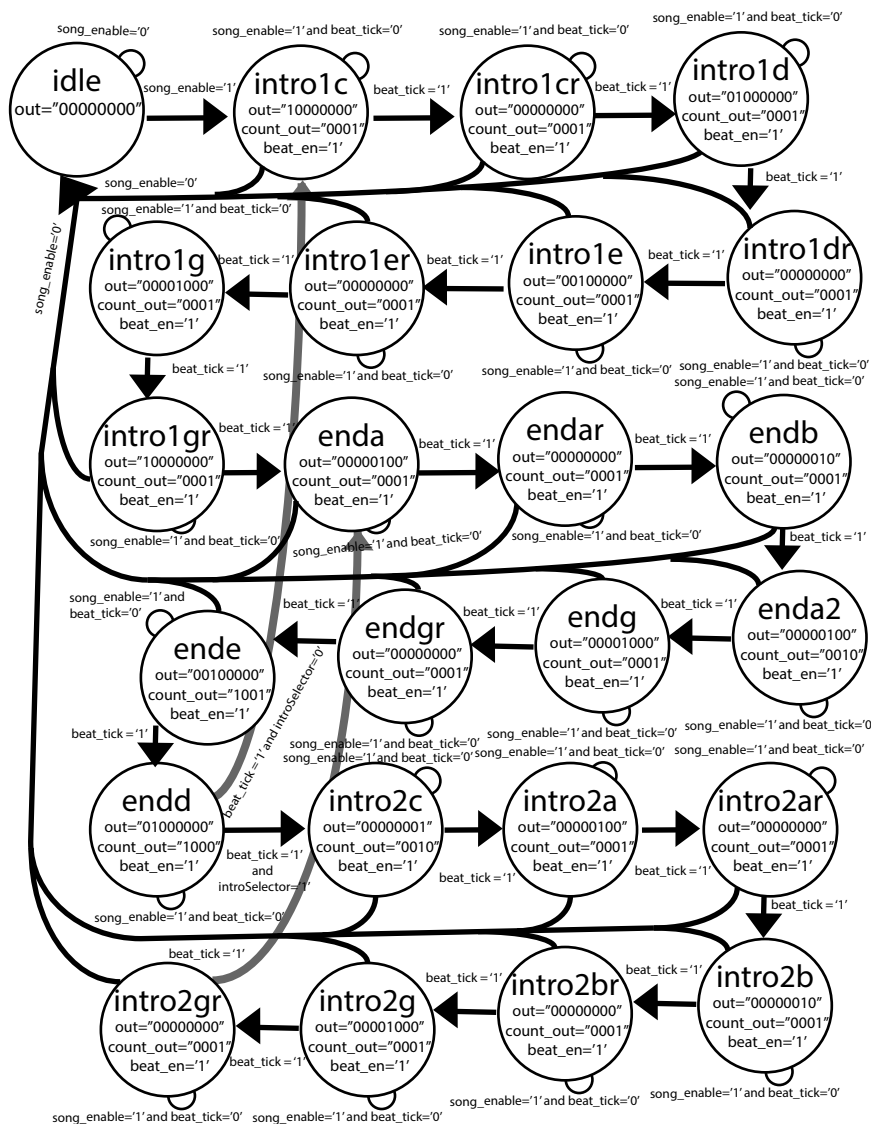 song_enable='0'
song_enable='1' and beat_tick='0'
song_enable='1' and beat_tick='0'
song_enable='1' and beat_tick='0'
idle
out="00000000"
song_enable='1'
intro1c
out="10000000"
count_out="0001"
beat_en='1'
beat_tick = '1'
intro1cr
out="00000000"
count_out="0001"
beat_en='1'
beat_tick = '1'
intro1d
out="01000000"
count_out="0001"
beat_en='1'
beat_tick = '1'
song_enable='0'
song_enable='0'
song_enable='1' and beat_tick='0'
intro1g
out="00001000"
count_out="0001"
beat_en='1'
beat_tick = '1'
intro1er
out="00000000"
count_out="0001"
beat_en='1'
beat_tick = '1'
intro1e
out="00100000"
count_out="0001"
beat_en='1'
beat_tick = '1'
intro1dr
out="00000000"
count_out="0001"
beat_en='1'
beat_tick = '1'
song_enable='1' and beat_tick='0'
song_enable='1' and beat_tick='0'
song_enable='1' and beat_tick='0'
song_enable='1' and beat_tick='0'
intro1gr
out="10000000"
count_out="0001"
beat_en='1'
beat_tick = '1'
enda
out="00000100"
count_out="0001"
beat_en='1'
beat_tick = '1'
endar
out="00000000"
count_out="0001"
beat_en='1'
beat_tick = '1'
endb
out="00000010"
count_out="0001"
beat_en='1'
beat_tick = '1'
song_enable='1' and beat_tick='0'
song_enable='1' and beat_tick='0'
song_enable='1' and beat_tick='0'
song_enable='1' and
beat_tick='0'
ende
out="00100000"
count_out="1001"
beat_en='1'
beat_tick = '1'
endgr
out="00000000"
count_out="0001"
beat_en='1'
beat_tick = '1'
endg
out="00001000"
count_out="0001"
beat_en='1'
beat_tick = '1'
enda2
out="00000100"
count_out="0010"
beat_en='1'
beat_tick = '1'
beat_tick = '1' and introSelector='0'
song_enable='1' and beat_tick='0'
song_enable='1' and beat_tick='0'
song_enable='1' and beat_tick='0'
song_enable='1' and beat_tick='0'
song_enable='1' and beat_tick='0'
song_enable='1' and beat_tick='0'
endd
out="01000000"
count_out="1000"
beat_en='1'
beat_tick = '1'
and
introSelector='1'
intro2c
out="00000001"
count_out="0010"
beat_en='1'
beat_tick = '1'
intro2a
out="00000100"
count_out="0001"
beat_en='1'
beat_tick = '1'
intro2ar
out="00000000"
count_out="0001"
beat_en='1'
beat_tick = '1'
song_enable='1' and beat_tick='0'
beat_tick = '1'
intro2gr
out="00000000"
count_out="0001"
beat_en='1'
beat_tick = '1'
intro2g
out="00001000"
count_out="0001"
beat_en='1'
beat_tick = '1'
intro2br
out="00000000"
count_out="0001"
beat_en='1'
beat_tick = '1'
intro2b
out="00000010"
count_out="0001"
beat_en='1'
song_enable='1' and beat_tick='0'
song_enable='1' and beat_tick='0'
song_enable='1' and beat_tick='0'
song_enable='1' and beat_tick='0'